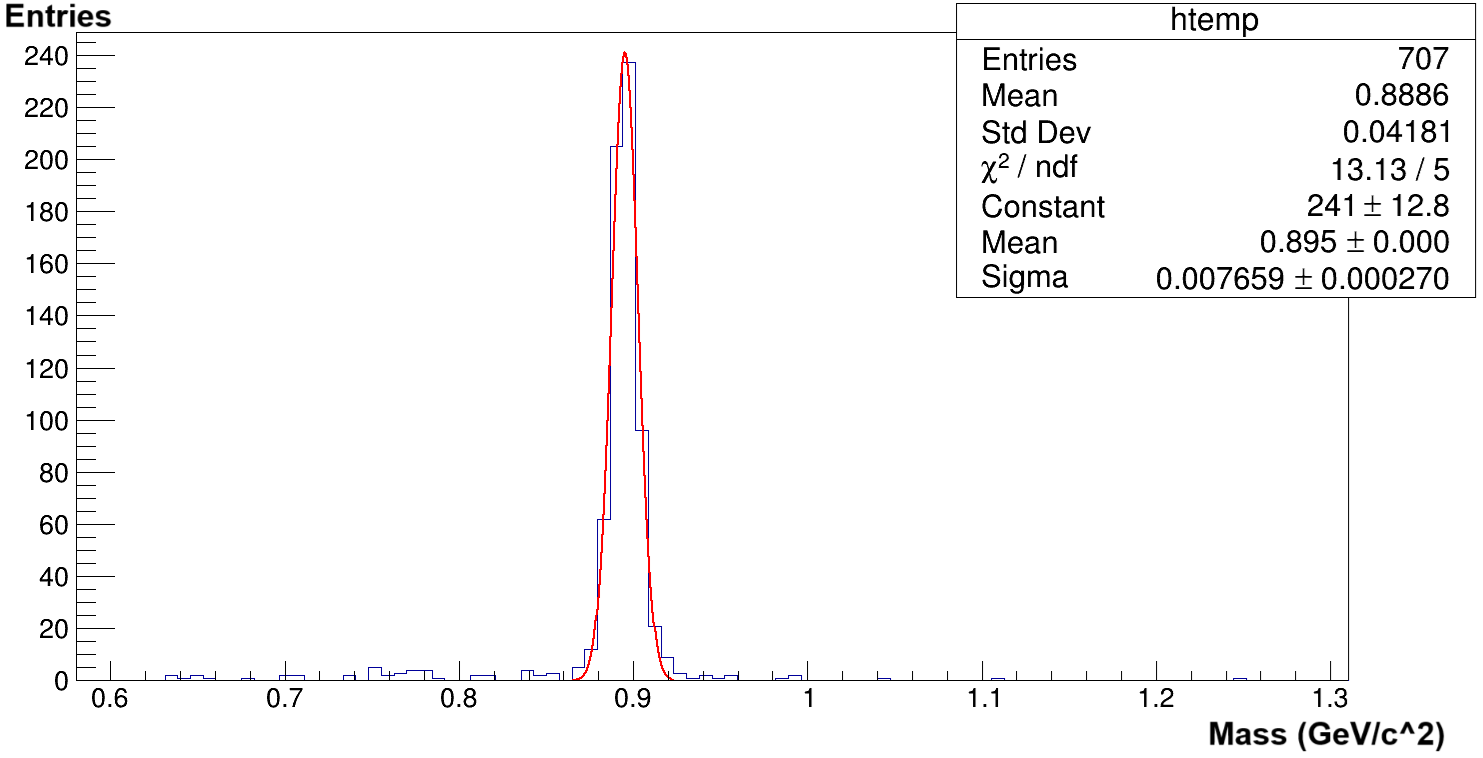 Entries
htemp
Entries 707
Mean 0.8886
Std Dev 0.04181
χ² / ndf 13.13 / 5
Constant 241 ± 12.8
Mean 0.895 ± 0.000
Sigma 0.007659 ± 0.000270
240
220
200
180
160
140
120
100
80
60
40
20
0
0.6 0.7 0.8 0.9 1 1.1 1.2 1.3
Mass (GeV/c^2)